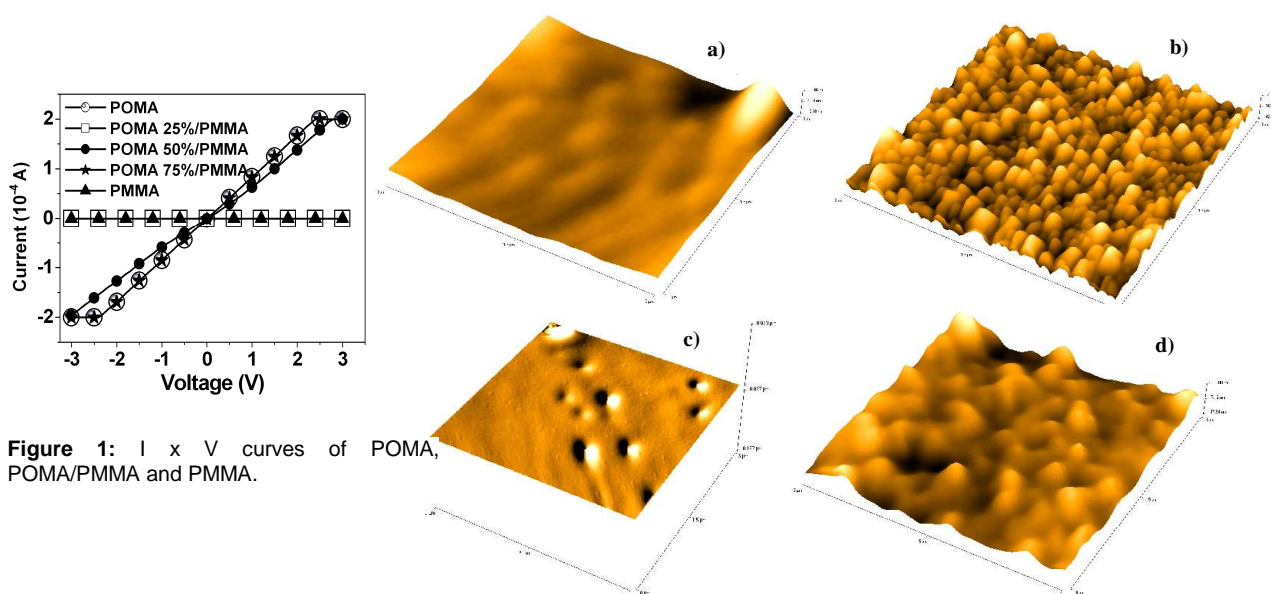 a)
b)
POMA
POMA 25%/PMMA
POMA 50%/PMMA
POMA 75%/PMMA
PMMA
Current (10⁻⁴ A)
2
1
0
-1
-2
-3 -2 -1 0 1 2 3
Voltage (V)
c)
d)
Figure 1: I x V curves of POMA,
POMA/PMMA and PMMA.